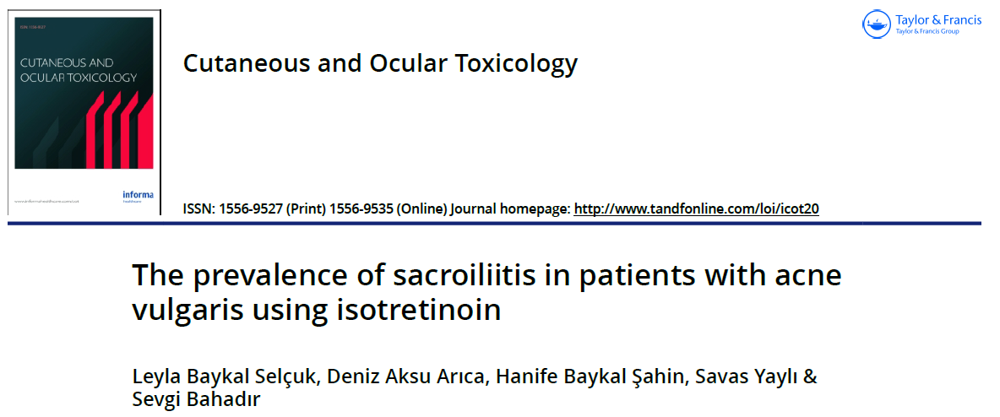 ISSN: 1556-9527
CUTANEOUS AND
OCULAR TOXICOLOGY
informa
healthcare
Taylor & Francis
Taylor & Francis Group
Cutaneous and Ocular Toxicology
ISSN: 1556-9527 (Print) 1556-9535 (Online) Journal homepage: http://www.tandfonline.com/loi/icot20
The prevalence of sacroiliitis in patients with acne
vulgaris using isotretinoin
Leyla Baykal Selçuk, Deniz Aksu Arıca, Hanife Baykal Şahin, Savas Yaylı &
Sevgi Bahadır